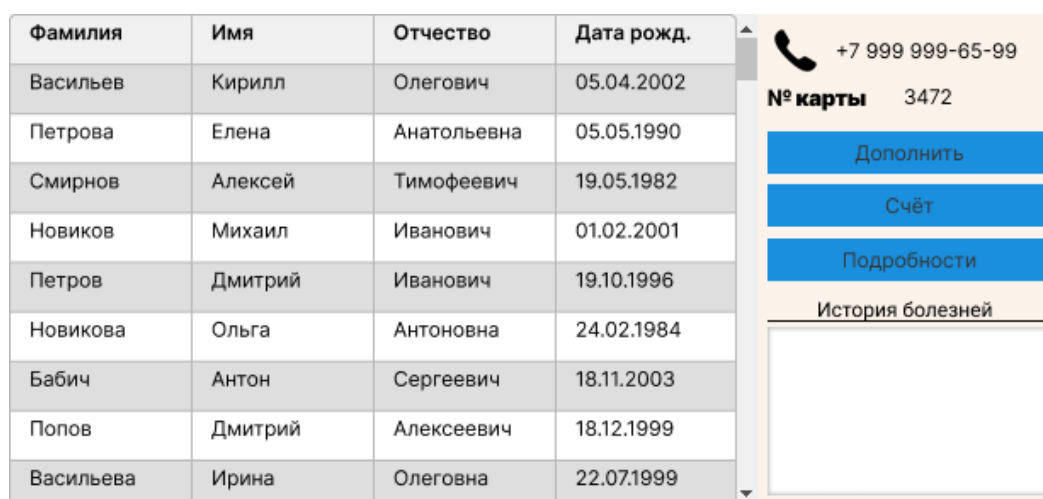 Фамилия Имя Отчество Дата рожд.
Васильев Кирилл Олегович 05.04.2002
Петрова Елена Анатольевна 05.05.1990
Смирнов Алексей Тимофеевич 19.05.1982
Новиков Михаил Иванович 01.02.2001
Петров Дмитрий Иванович 19.10.1996
Новикова Ольга Антоновна 24.02.1984
Бабич Антон Сергеевич 18.11.2003
Попов Дмитрий Алексеевич 18.12.1999
Васильева Ирина Олеговна 22.07.1999
+7 999 999-65-99
№ карты 3472
Дополнить
Счёт
Подробности
История болезней